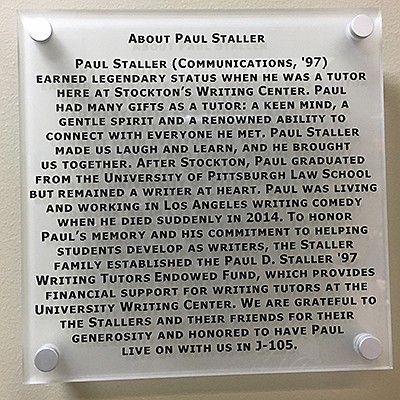 About Paul Staller
Paul Staller (Communications, '97)
earned legendary status when he was a tutor
here at Stockton's Writing Center. Paul
had many gifts as a tutor: a keen mind, a
gentle spirit and a renowned ability to
connect with everyone he met. Paul Staller
made us laugh and learn, and he brought
us together. After Stockton, Paul graduated
from the University of Pittsburgh Law School
but remained a writer at heart. Paul was living
and working in Los Angeles writing comedy
when he died suddenly in 2014. To honor
Paul's memory and his commitment to helping
students develop as writers, the Staller
family established the Paul D. Staller '97
Writing Tutors Endowed Fund, which provides
financial support for writing tutors at the
University Writing Center. We are grateful to
the Stallers and their friends for their
generosity and honored to have Paul
live on with us in J-105.